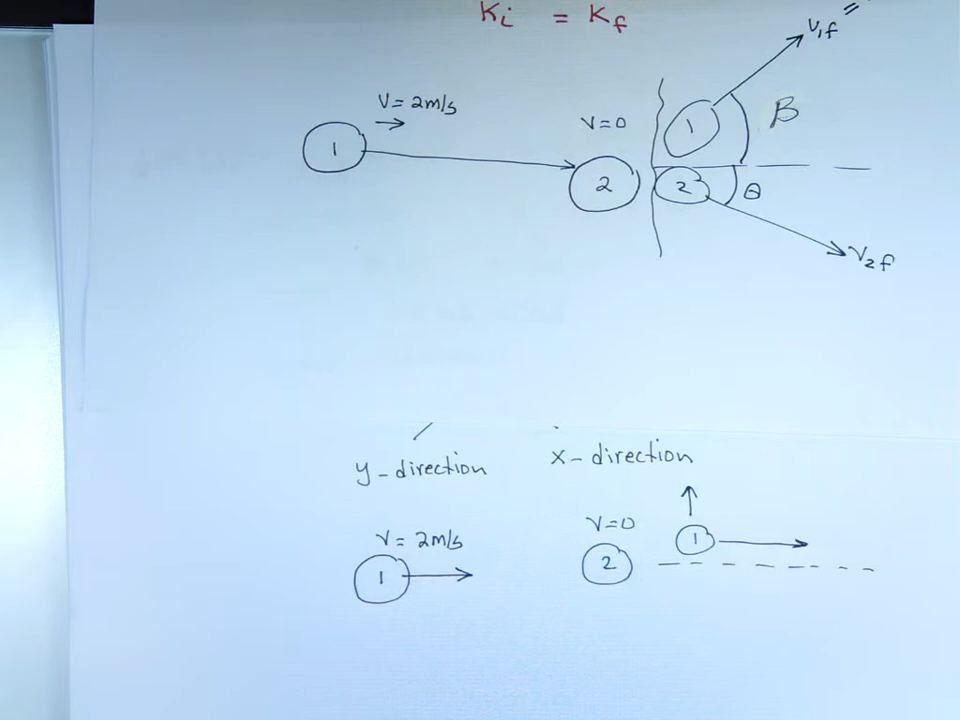 Ki = Kf
V1f =
V = 2m/s
V=0
1
2
1
β
2
θ
V2f
y-direction x-direction
V = 2m/s
V=0
1
2
1